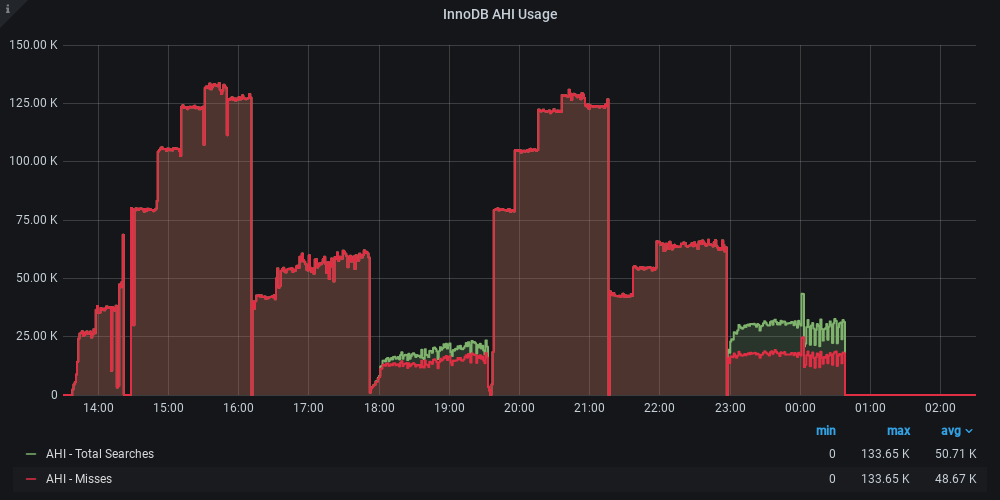 i
InnoDB AHI Usage
150.00 K
125.00 K
100.00 K
75.00 K
50.00 K
25.00 K
0
14:00 15:00 16:00 17:00 18:00 19:00 20:00 21:00 22:00 23:00 00:00 01:00 02:00
min max avg
AHI - Total Searches 0 133.65 K 50.71 K
AHI - Misses 0 133.65 K 48.67 K